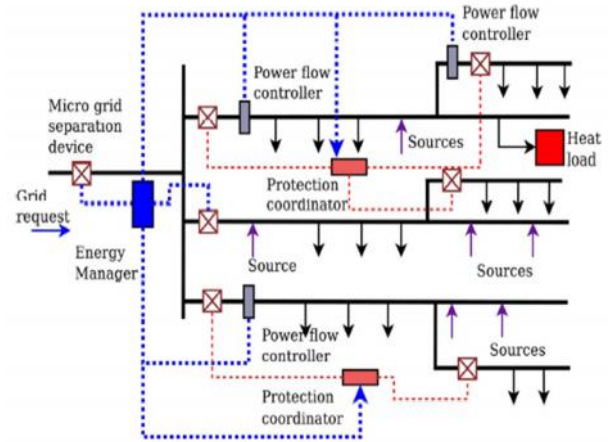 Power flow
controller
Power flow
controller
Micro grid
separation
device
Sources
Heat
load
Protection
coordinator
Grid
request
Energy
Manager
Source
Sources
Power flow
controller
Sources
Protection
coordinator